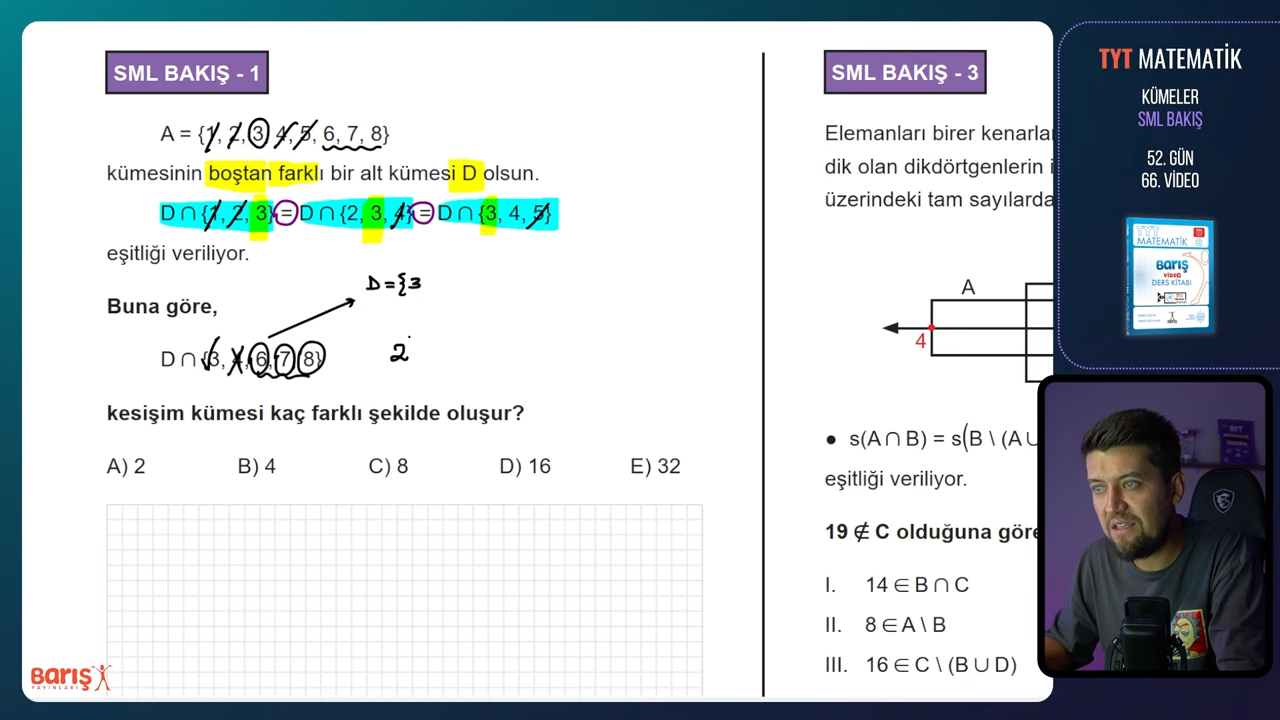 SML BAKIŞ - 1
A = {1, 2, 3, 4, 5, 6, 7, 8}
kümesinin boştan farklı bir alt kümesi D olsun.
D ∩ {1, 2, 3} = D ∩ {2, 3, 4} = D ∩ {3, 4, 5}
eşitliği veriliyor.
D = {3
Buna göre,
D ∩ {3, 4, 6, 7, 8}
2
kesişim kümesi kaç farklı şekilde oluşur?
A) 2 B) 4 C) 8 D) 16 E) 32
BARIŞ
YAYINLARI
SML BAKIŞ - 3
Elemanları birer kenarla
dik olan dikdörtgenlerin
üzerindeki tam sayılarda
A
4
● s(A ∩ B) = s(B \ (A ∪
eşitliği veriliyor.
19 ∉ C olduğuna göre
I. 14 ∈ B ∩ C
II. 8 ∈ A \ B
III. 16 ∈ C \ (B ∪ D)
TYT MATEMATİK
KÜMELER
SML BAKIŞ
52. GÜN
66. VİDEO
TYT
MATEMATİK
BARIŞ
VİDEO
DERS KİTABI